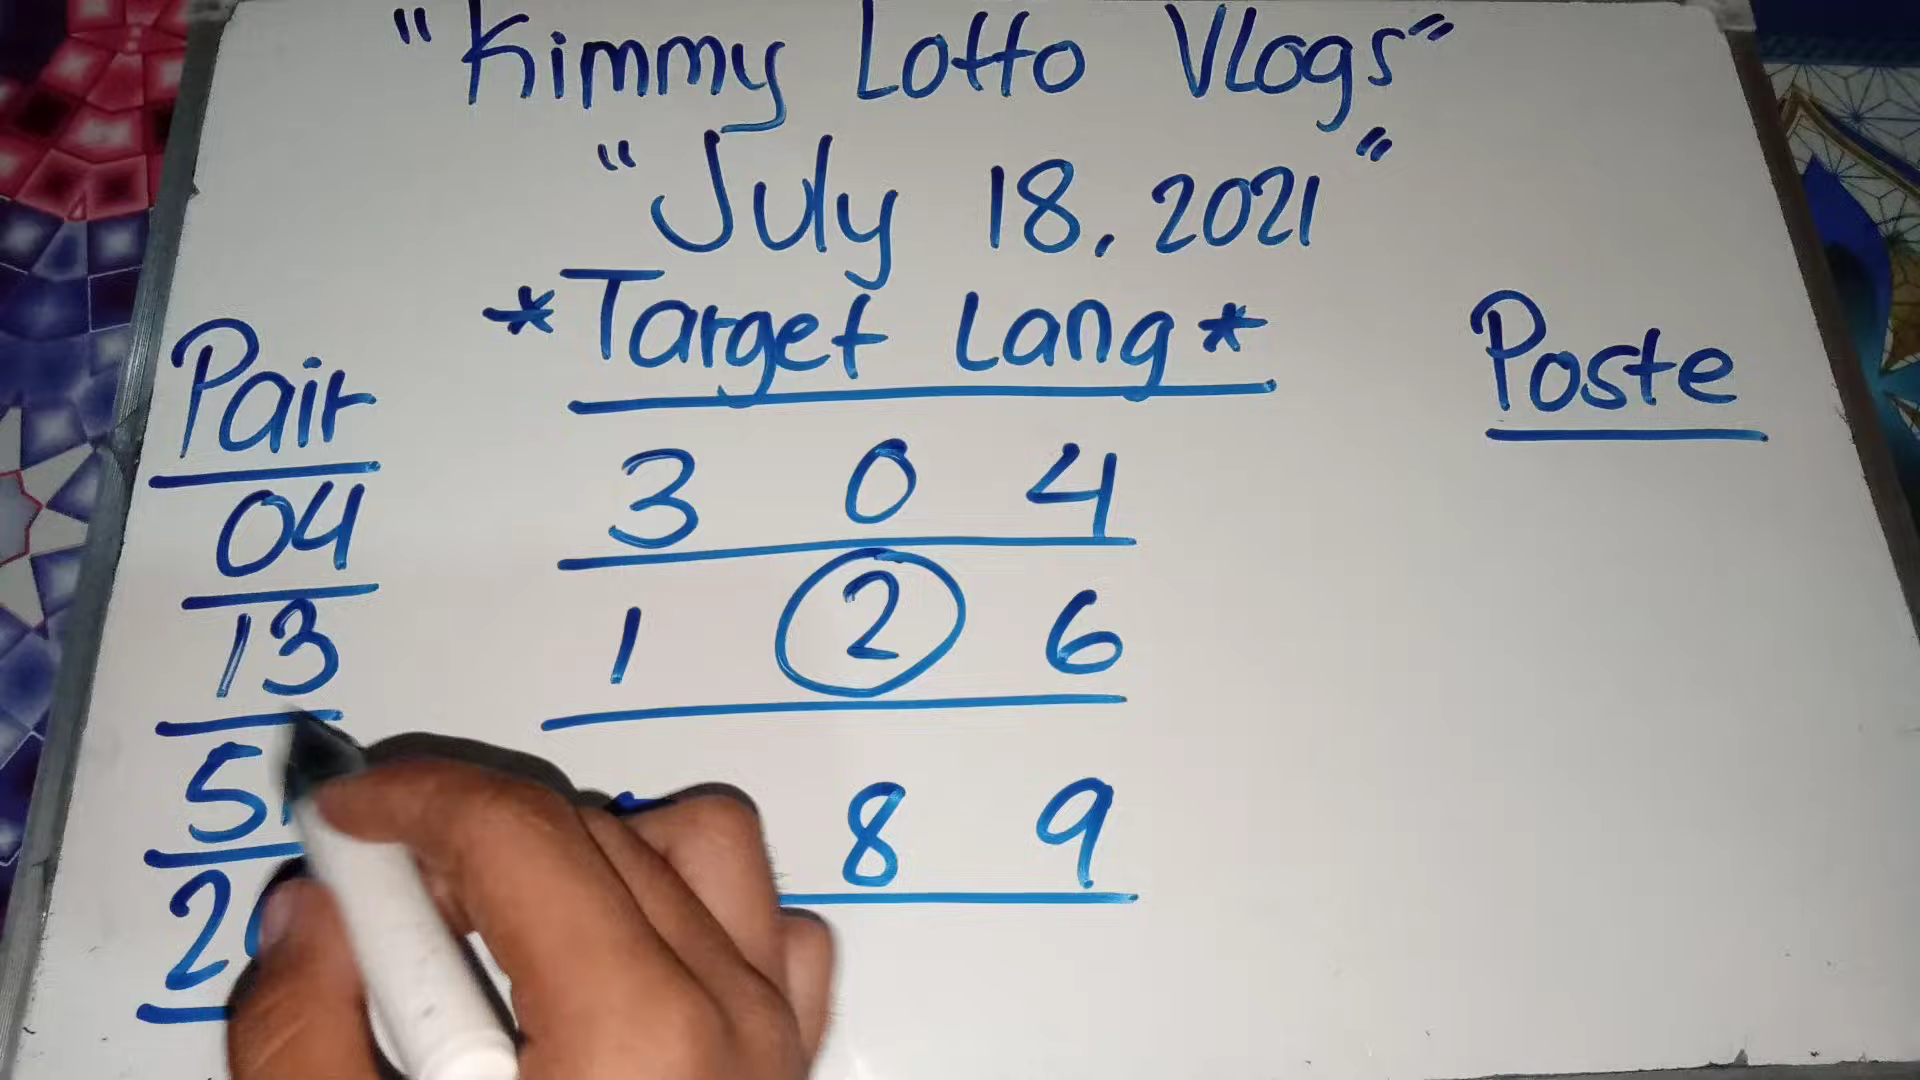 "Kimmy Lotto Vlogs"
"July 18, 2021"
*Target Lang*
Pair
Poste
04
13
3 0 4
1 2 6
8 9